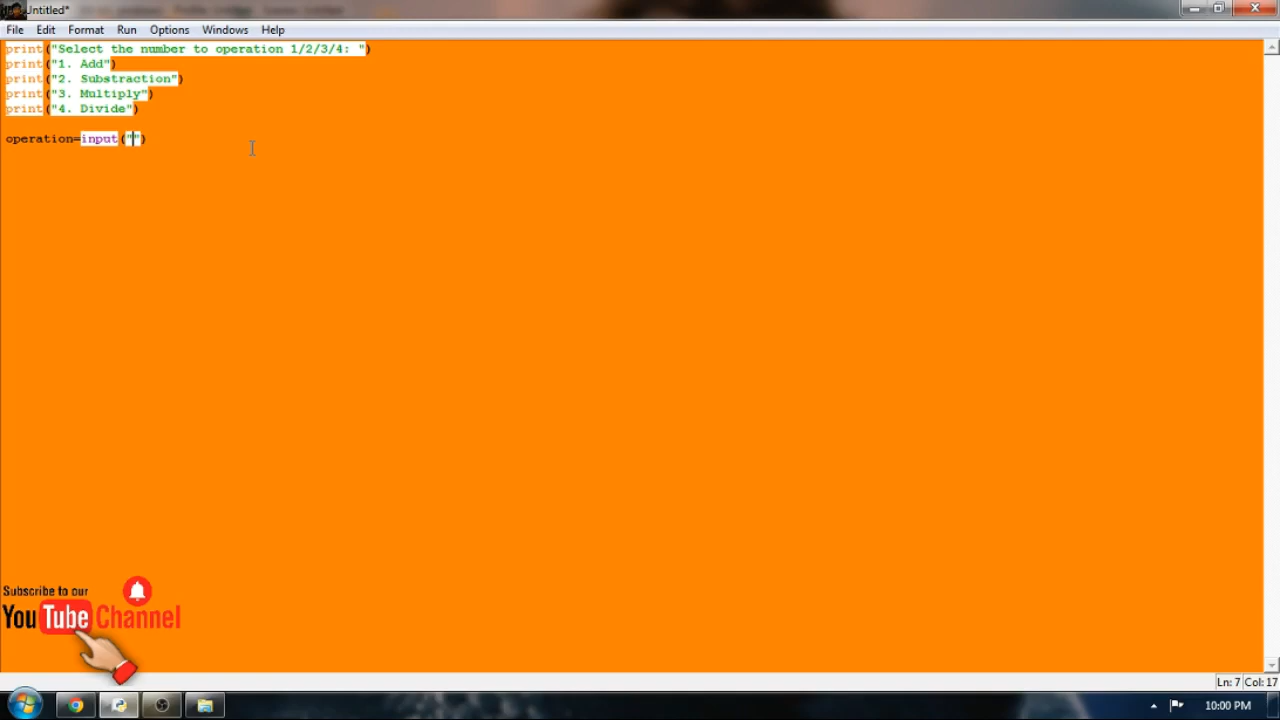 Untitled*
File Edit Format Run Options Windows Help
print("Select the number to operation 1/2/3/4: ")
print("1. Add")
print("2. Substraction")
print("3. Multiply")
print("4. Divide")
operation=input("")
Subscribe to our
YouTube Channel
Ln: 7 Col: 17
10:00 PM